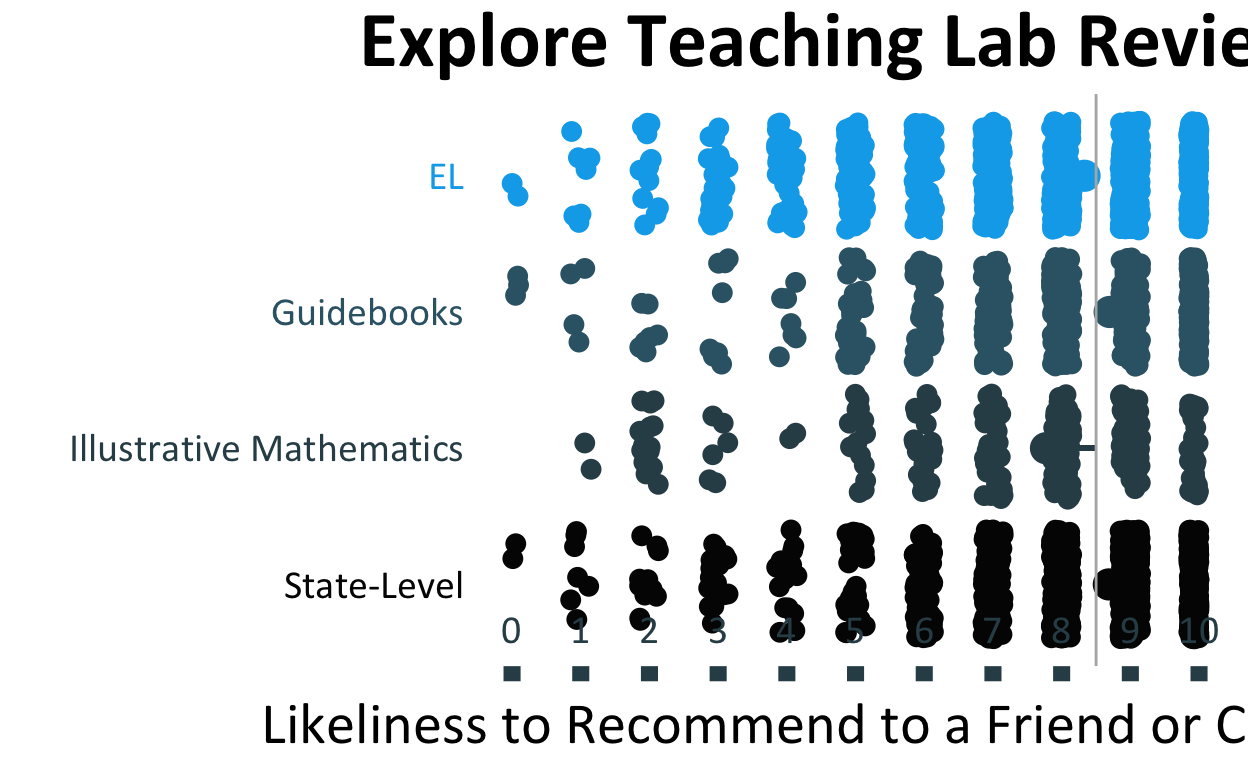 Explore Teaching Lab Revie
EL
Guidebooks
Illustrative Mathematics
State-Level
0 1 2 3 4 5 6 7 8 9 10
Likeliness to Recommend to a Friend or C